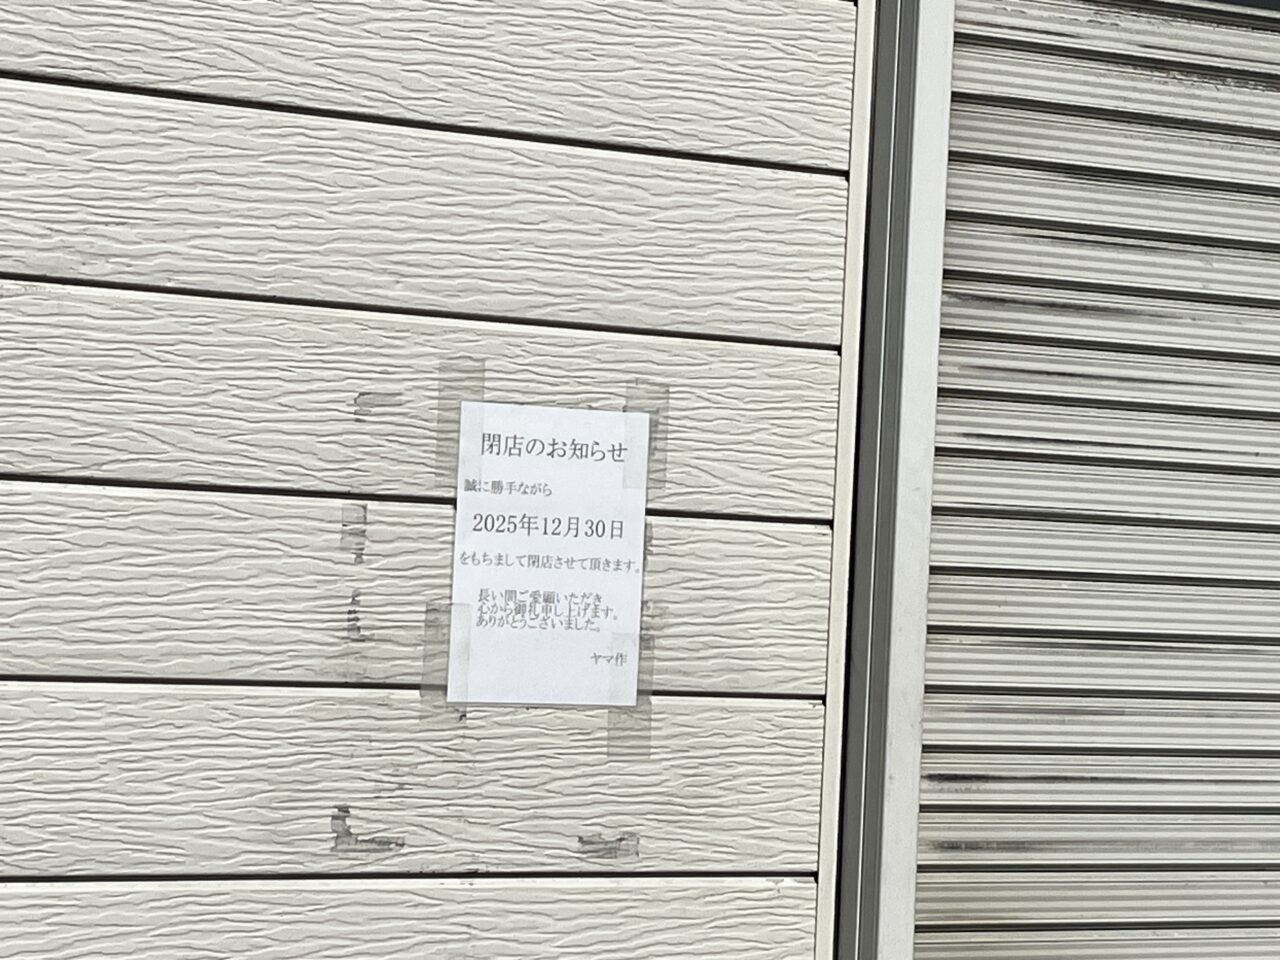 閉店のお知らせ
誠に勝手ながら
2025年12月30日
をもちまして閉店させて頂きます。
長い間ご愛顧いただき
心から御礼申し上げます。
ありがとうございました。
ヤマ作